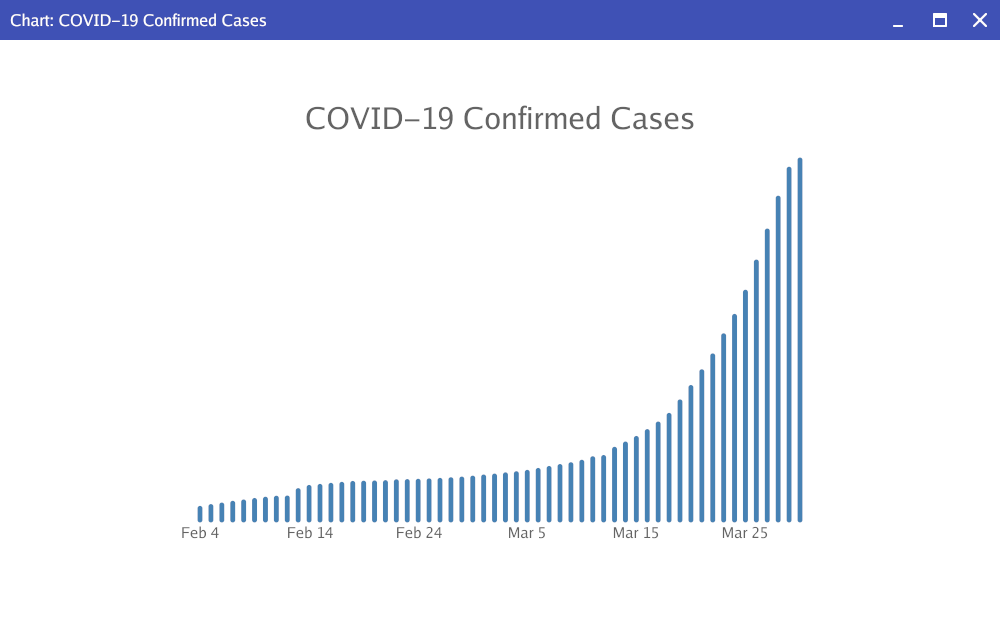 Chart: COVID–19 Confirmed Cases
COVID–19 Confirmed Cases
Feb 4 Feb 14 Feb 24 Mar 5 Mar 15 Mar 25